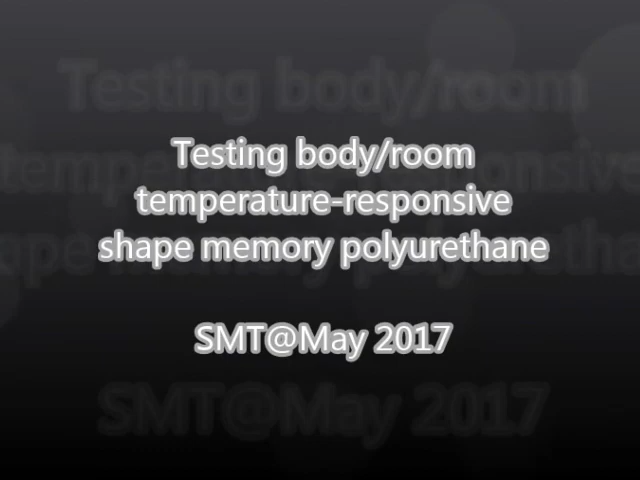 Testing body/room
temperature-responsive
shape memory polyurethane
SMT@May 2017